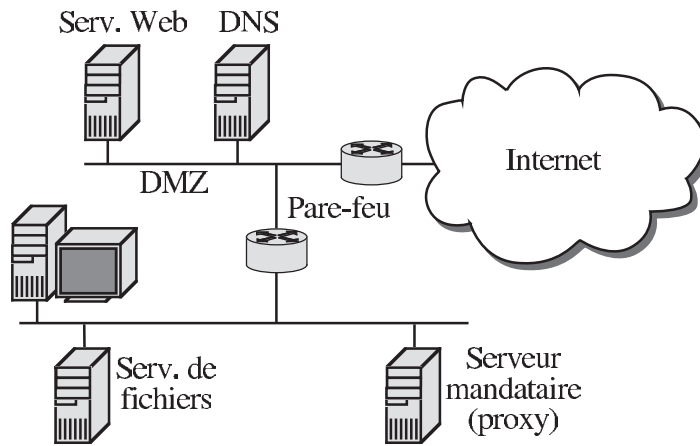 Serv. Web
DNS
DMZ
Internet
Pare-feu
Serv. de
fichiers
Serveur
mandataire
(proxy)